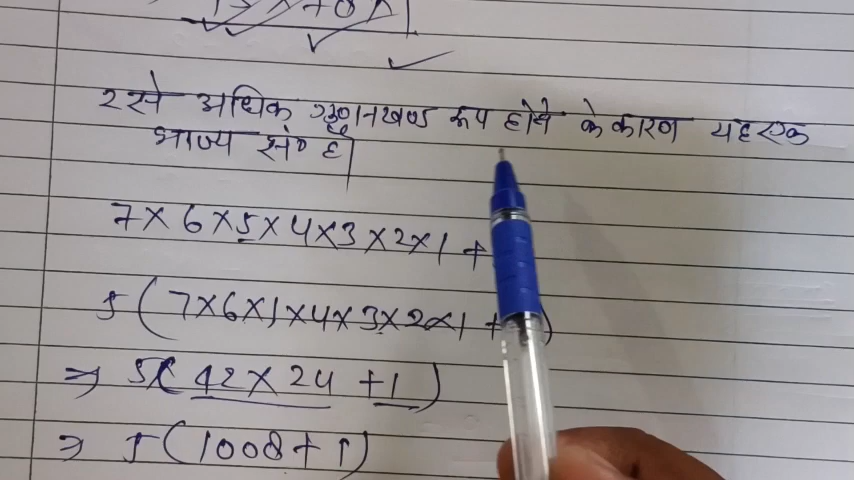 2 से अधिक गुणनखण्ड रूप होने के कारण यह एक
भाज्य सं० है|
7×6×5×4×3×2×1+
5(7×6×1×4×3×2×1+ )
⇒ 5×(42×24+1)
⇒ 5(1008+1)